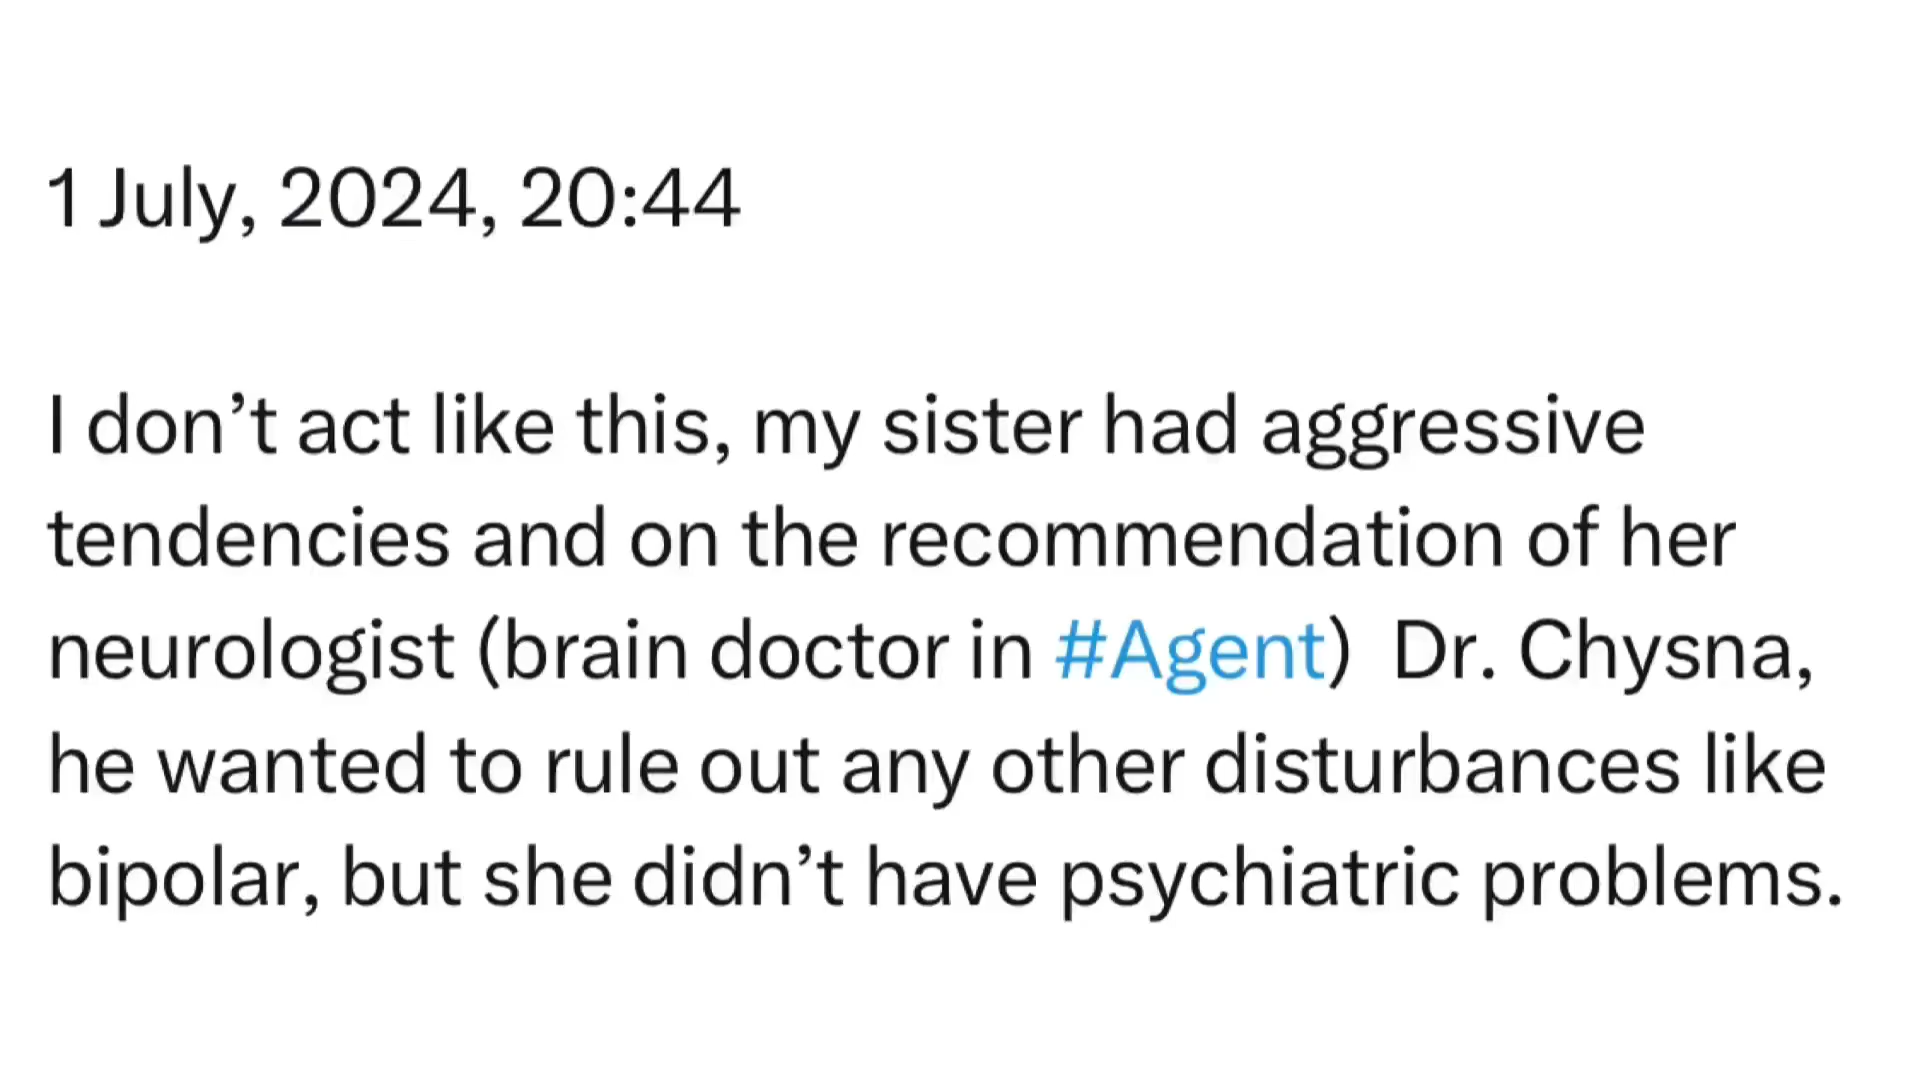 1 July, 2024, 20:44
I don’t act like this, my sister had aggressive
tendencies and on the recommendation of her
neurologist (brain doctor in #Agent)  Dr. Chysna,
he wanted to rule out any other disturbances like
bipolar, but she didn’t have psychiatric problems.